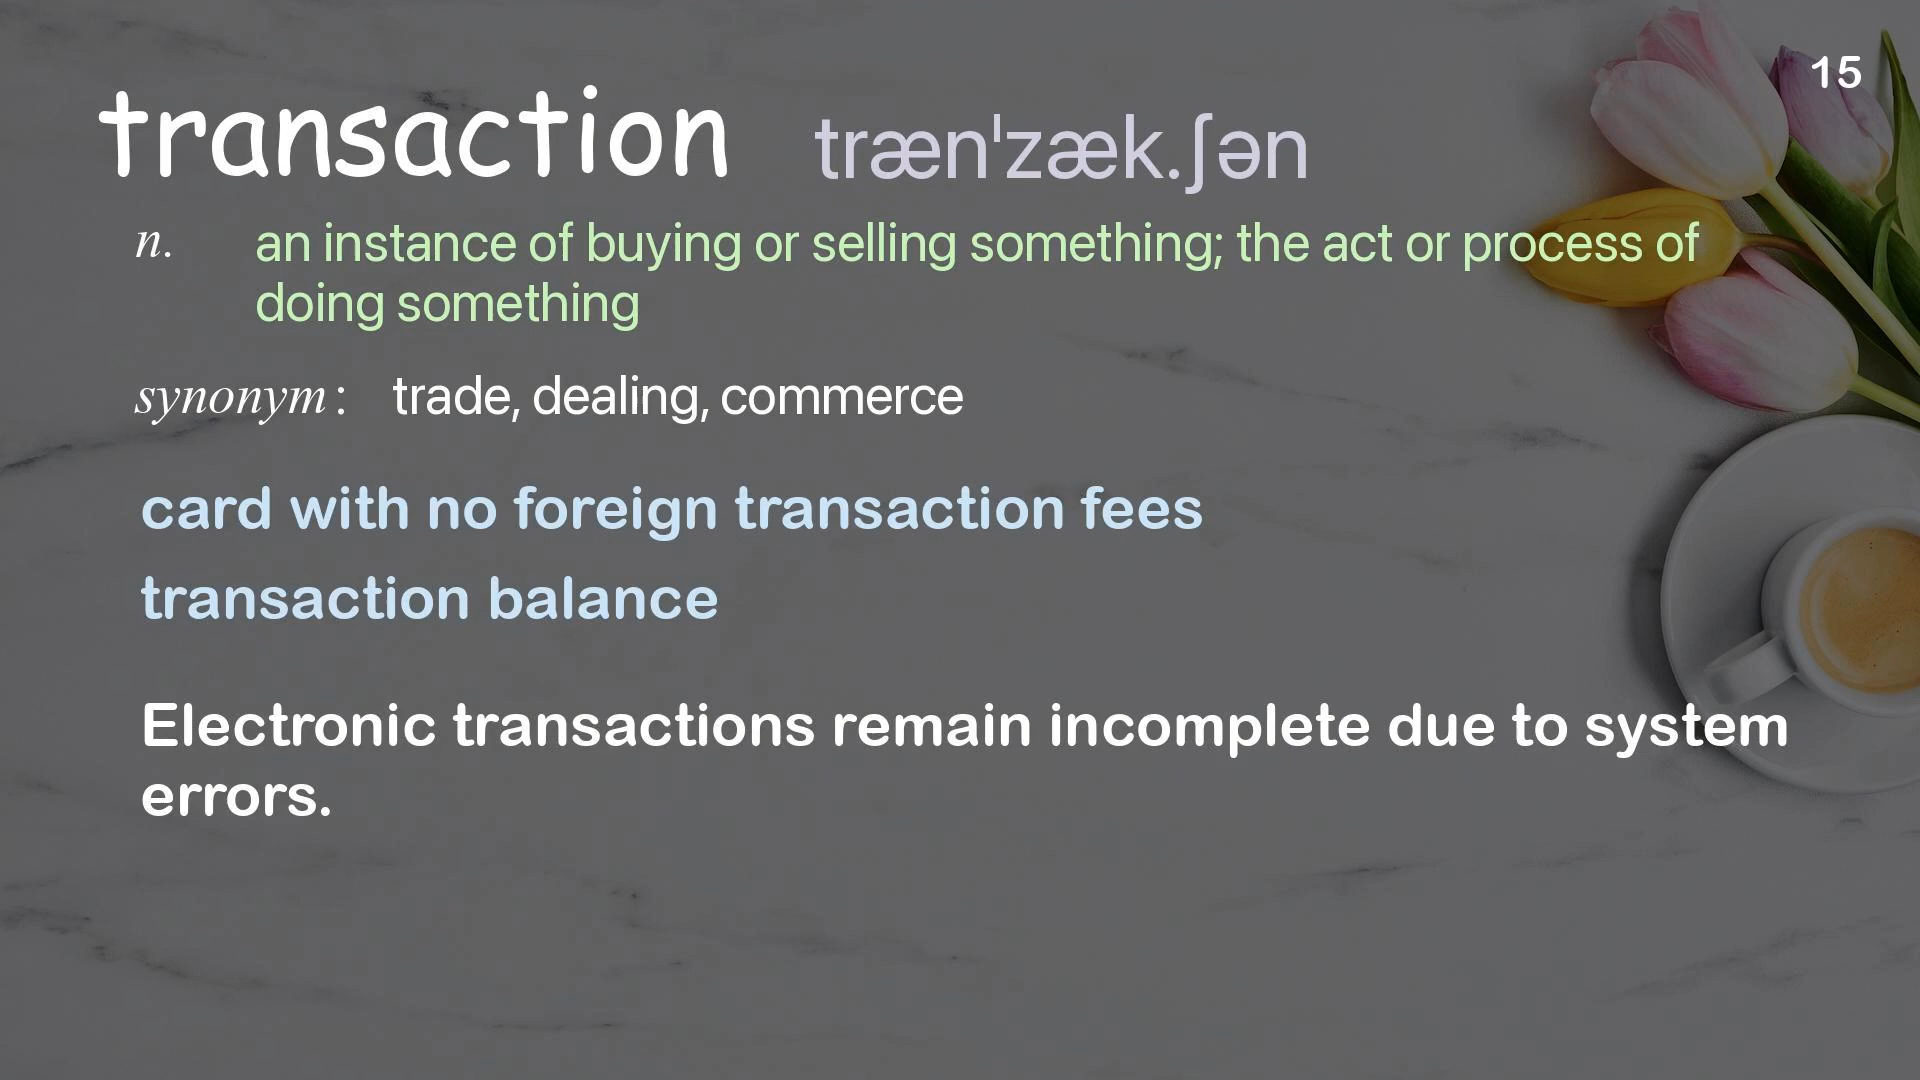 15
transaction trænˈzæk.ʃən
n. an instance of buying or selling something; the act or process of
doing something
synonym: trade, dealing, commerce
card with no foreign transaction fees
transaction balance
Electronic transactions remain incomplete due to system
errors.